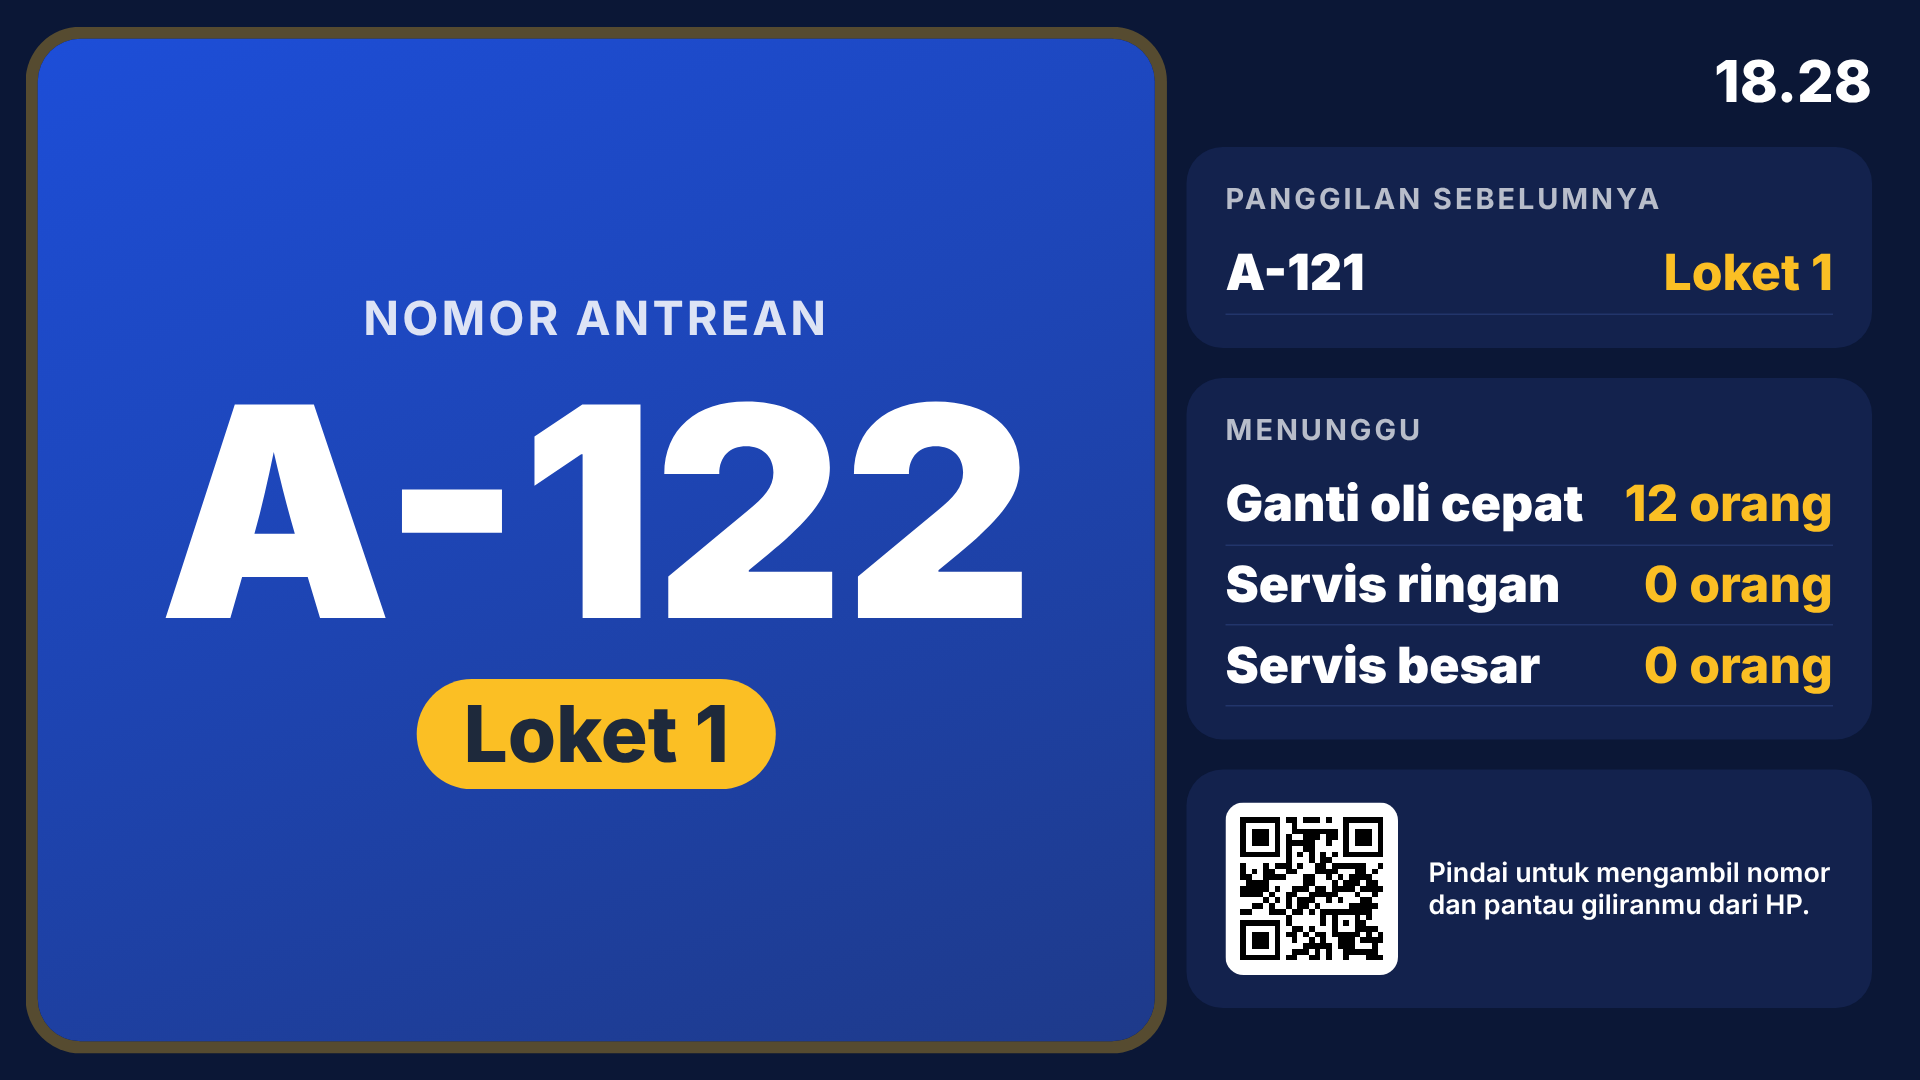 NOMOR ANTREAN
A-122
Loket 1
18.28
PANGGILAN SEBELUMNYA
A-121 Loket 1
MENUNGGU
Ganti oli cepat 12 orang
Servis ringan 0 orang
Servis besar 0 orang
Pindai untuk mengambil nomor
dan pantau giliranmu dari HP.